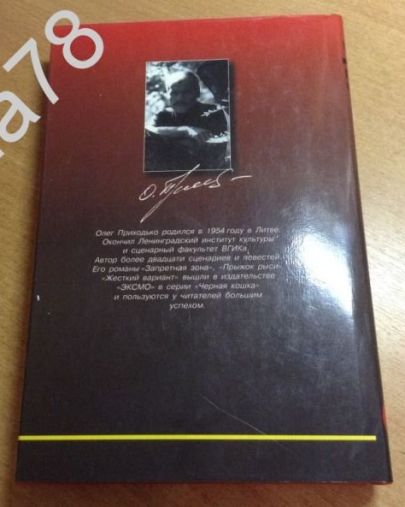 а78
Олег Приходько родился в 1954 году в Литве.
Окончил Ленинградский институт культуры
и сценарный факультет ВГИКа.
Автор более двадцати сценариев и повестей.
Его романы «Запретная зона», «Прыжок рыси»,
«Жесткий вариант» вышли в издательстве
«ЭКСМО» в серии «Черная кошка»
и пользуются у читателей большим
успехом.